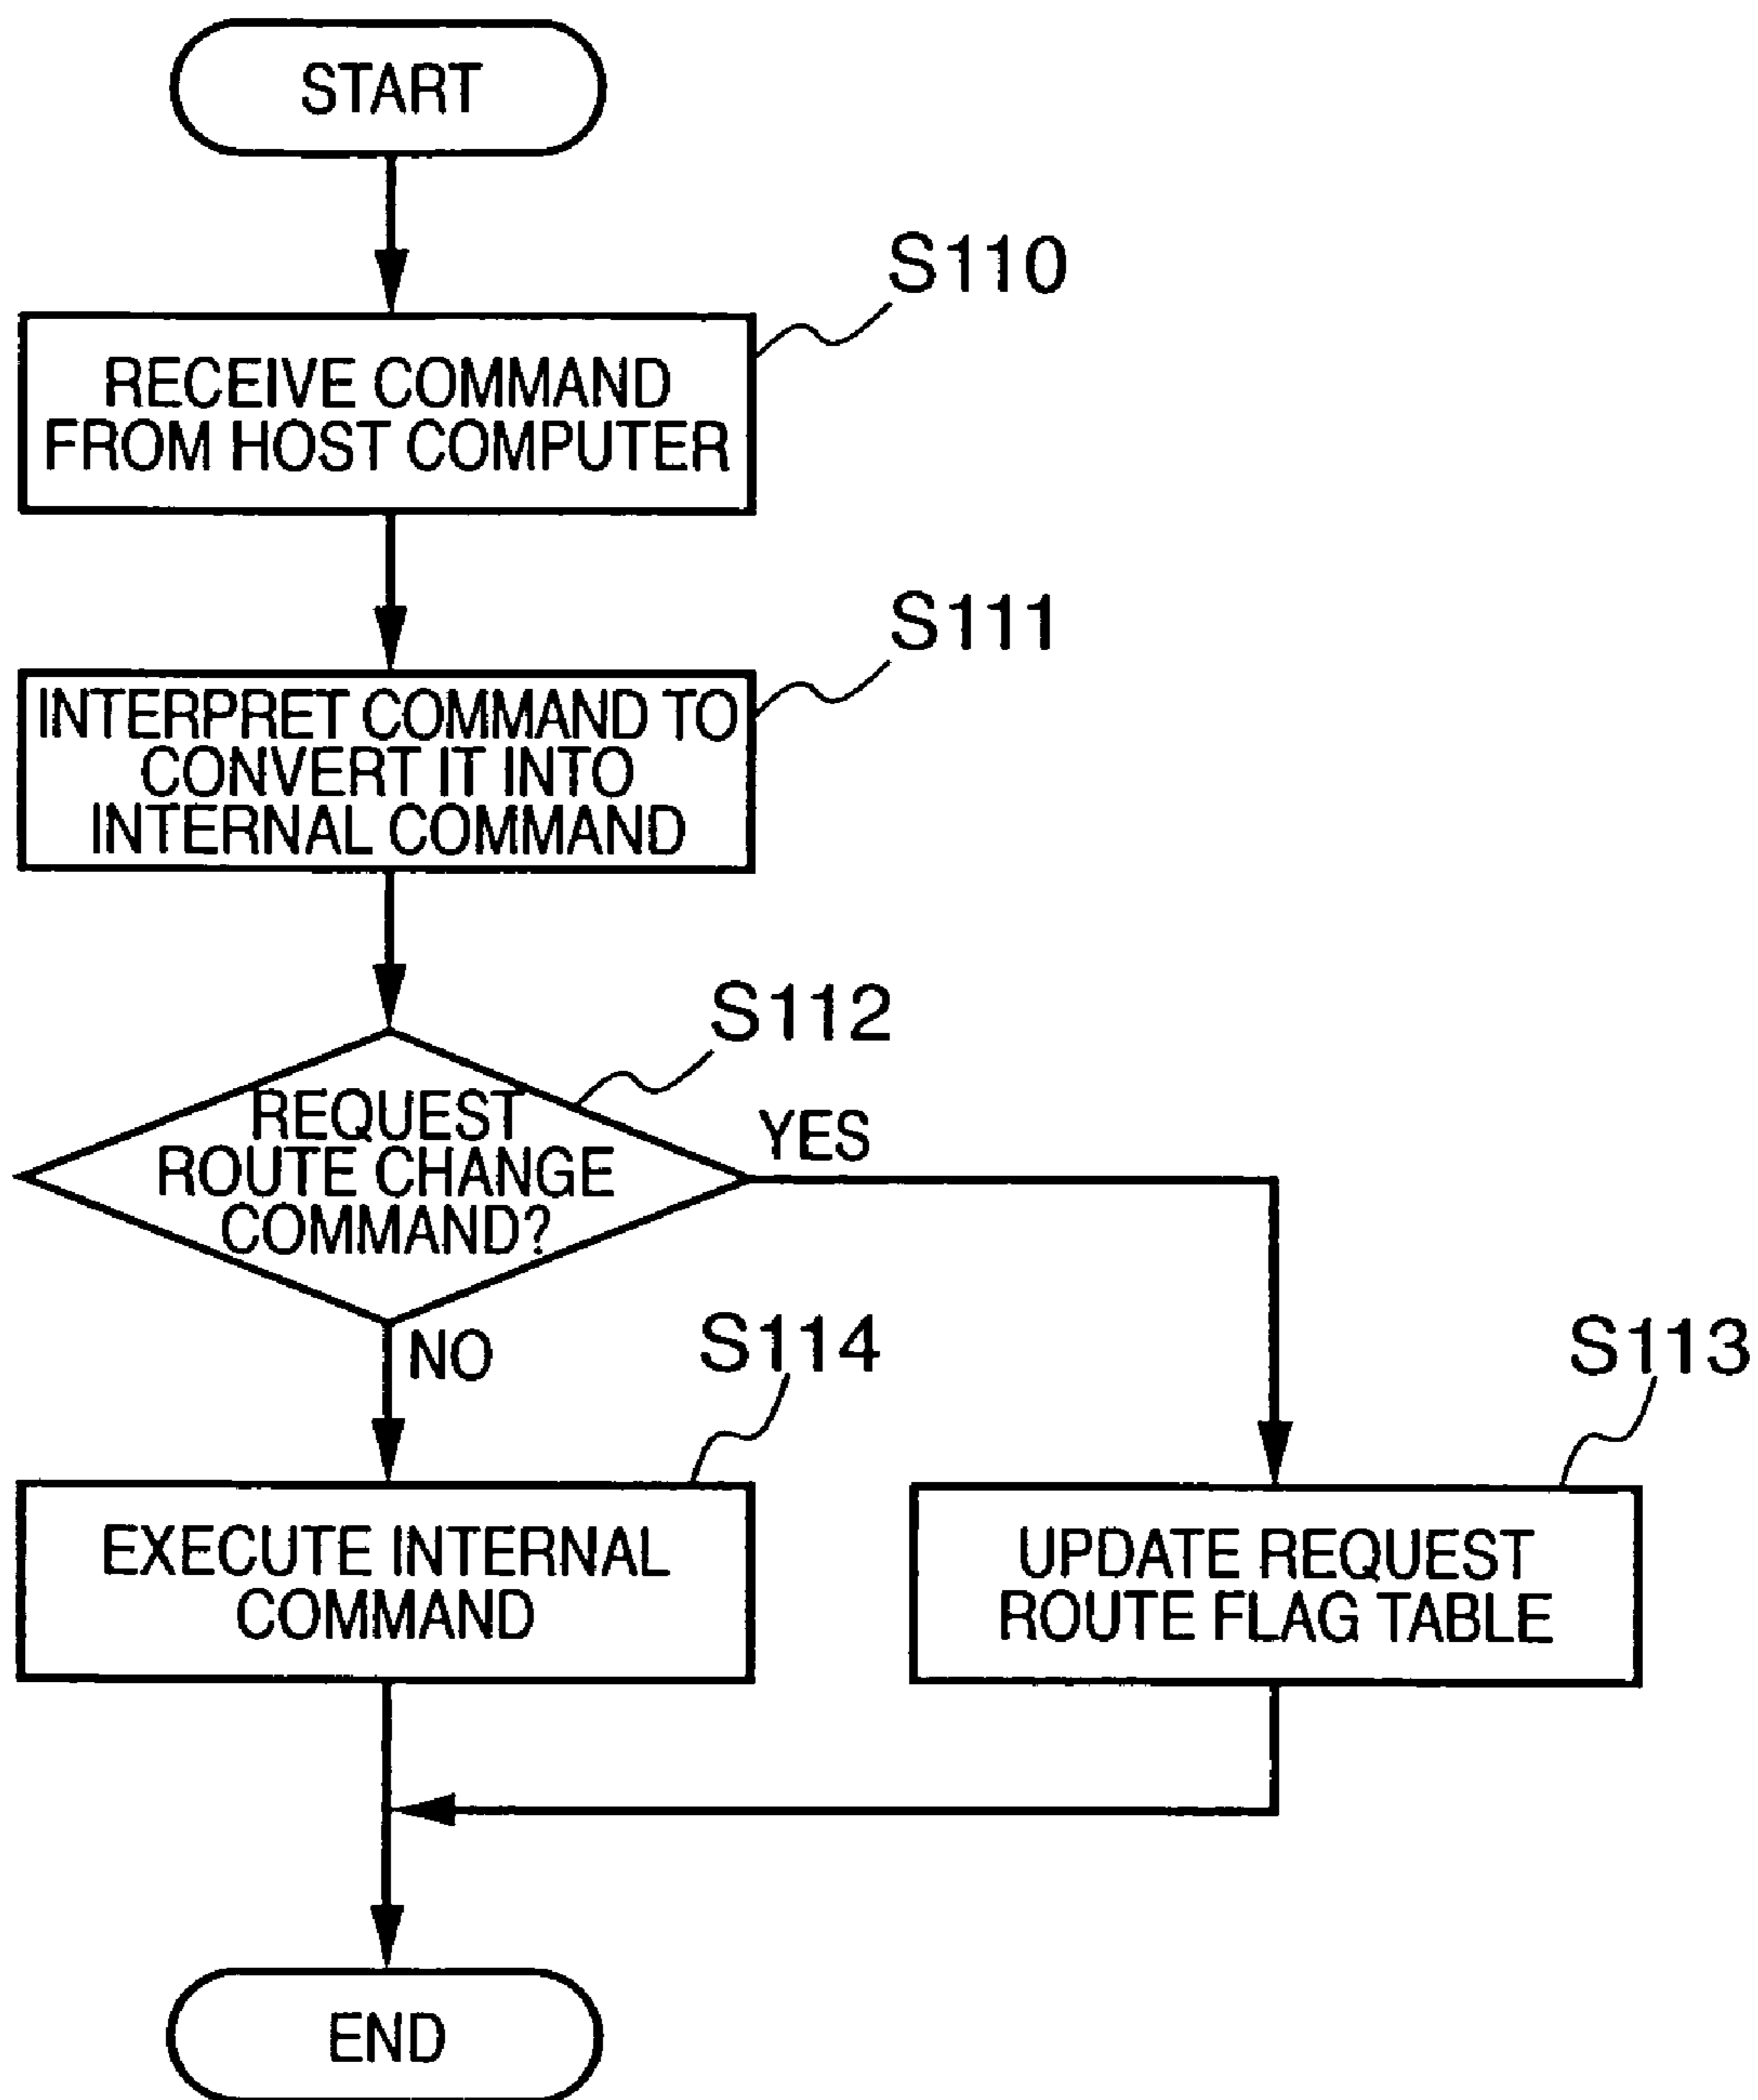 START
S110
RECEIVE COMMAND
FROM HOST COMPUTER
S111
INTERPRET COMMAND TO
CONVERT IT INTO
INTERNAL COMMAND
S112
REQUEST
ROUTE CHANGE
COMMAND?
YES
NO
S114
EXECUTE INTERNAL
COMMAND
S113
UPDATE REQUEST
ROUTE FLAG TABLE
END